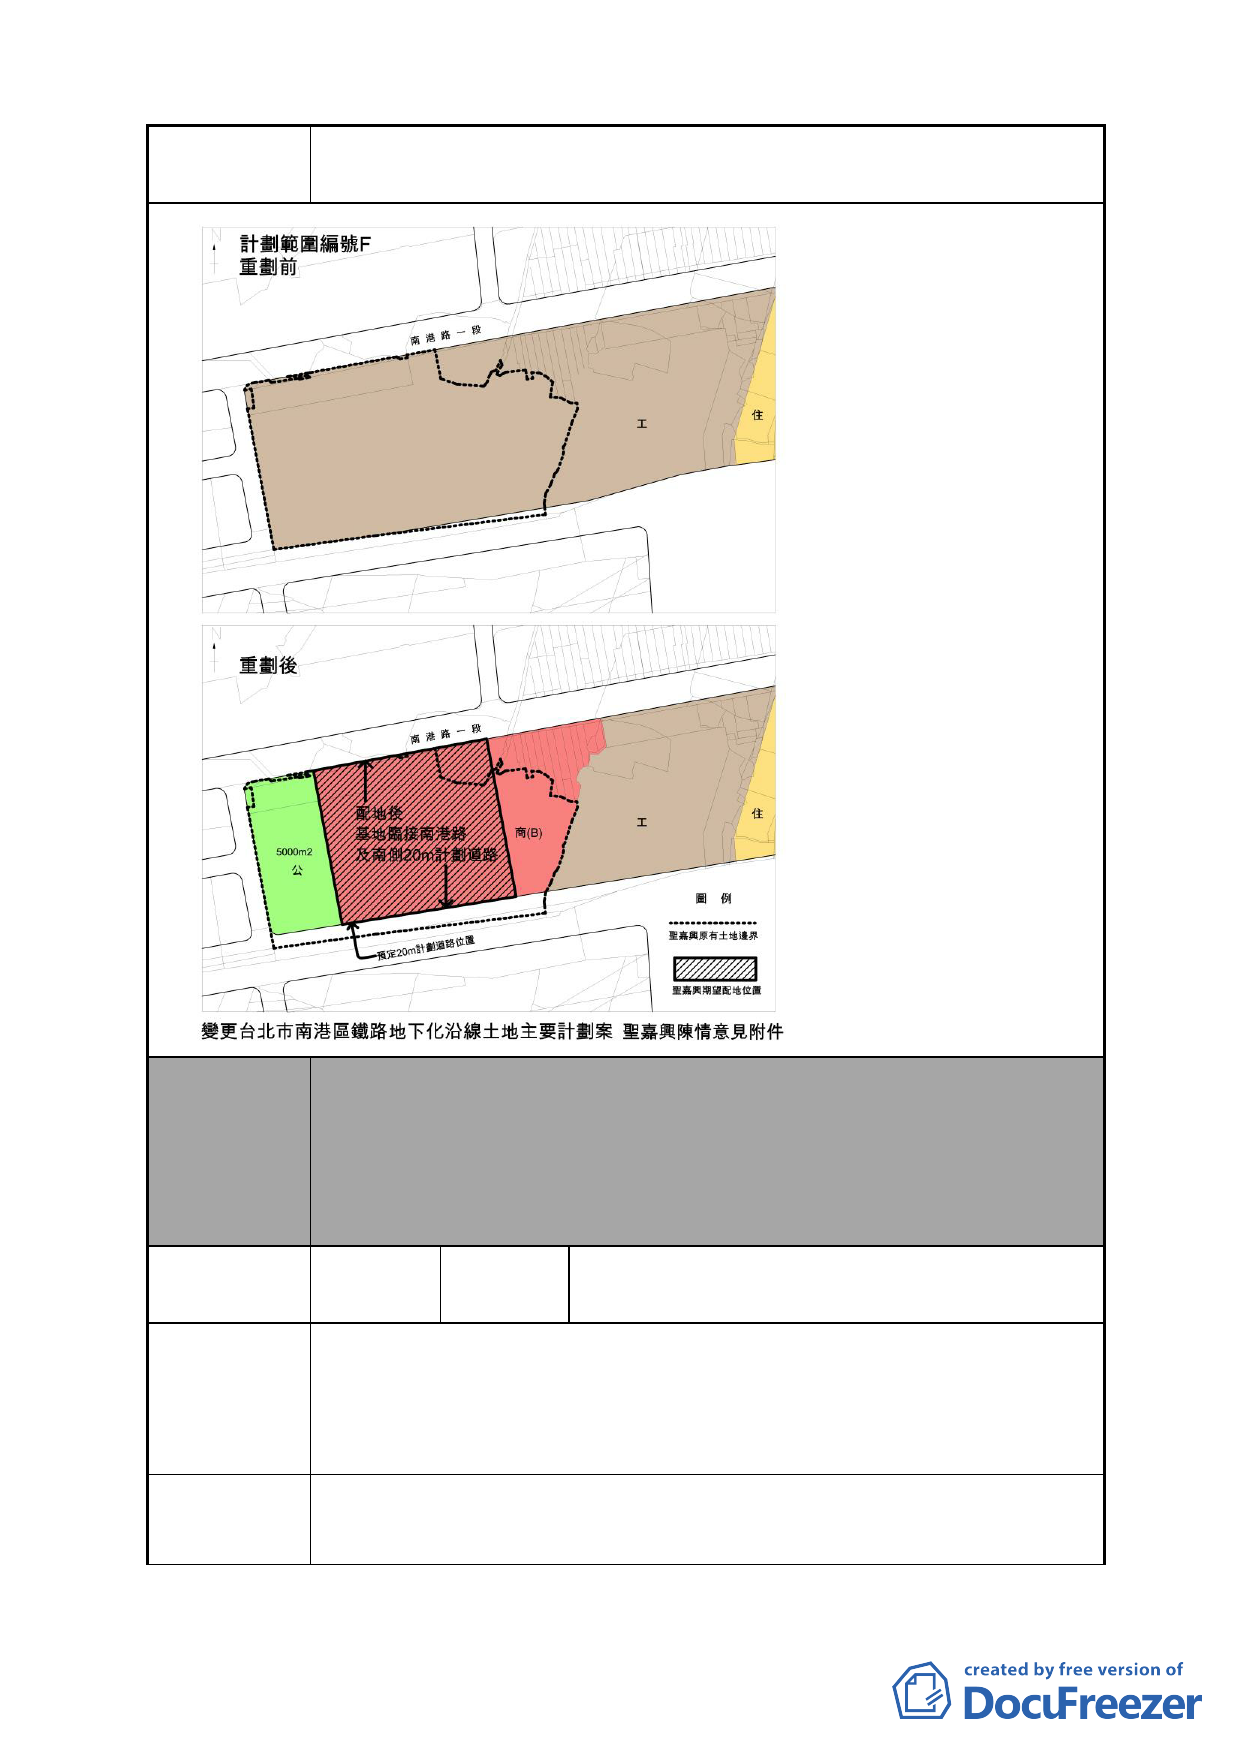 N
計劃範圍編號F
重劃前
南港路一段
工
住
N
重劃後
南港路一段
配地後
基地臨接南港路
及南側20m計劃道路
商(B)
5000m2
公
工
住
預定20m計劃道路位置
圖 例
聖嘉興原有土地邊界
聖嘉興期望配地位置
變更台北市南港區鐵路地下化沿線土地主要計劃案 聖嘉興陳情意見附件
created by free version of
DocuFreezer